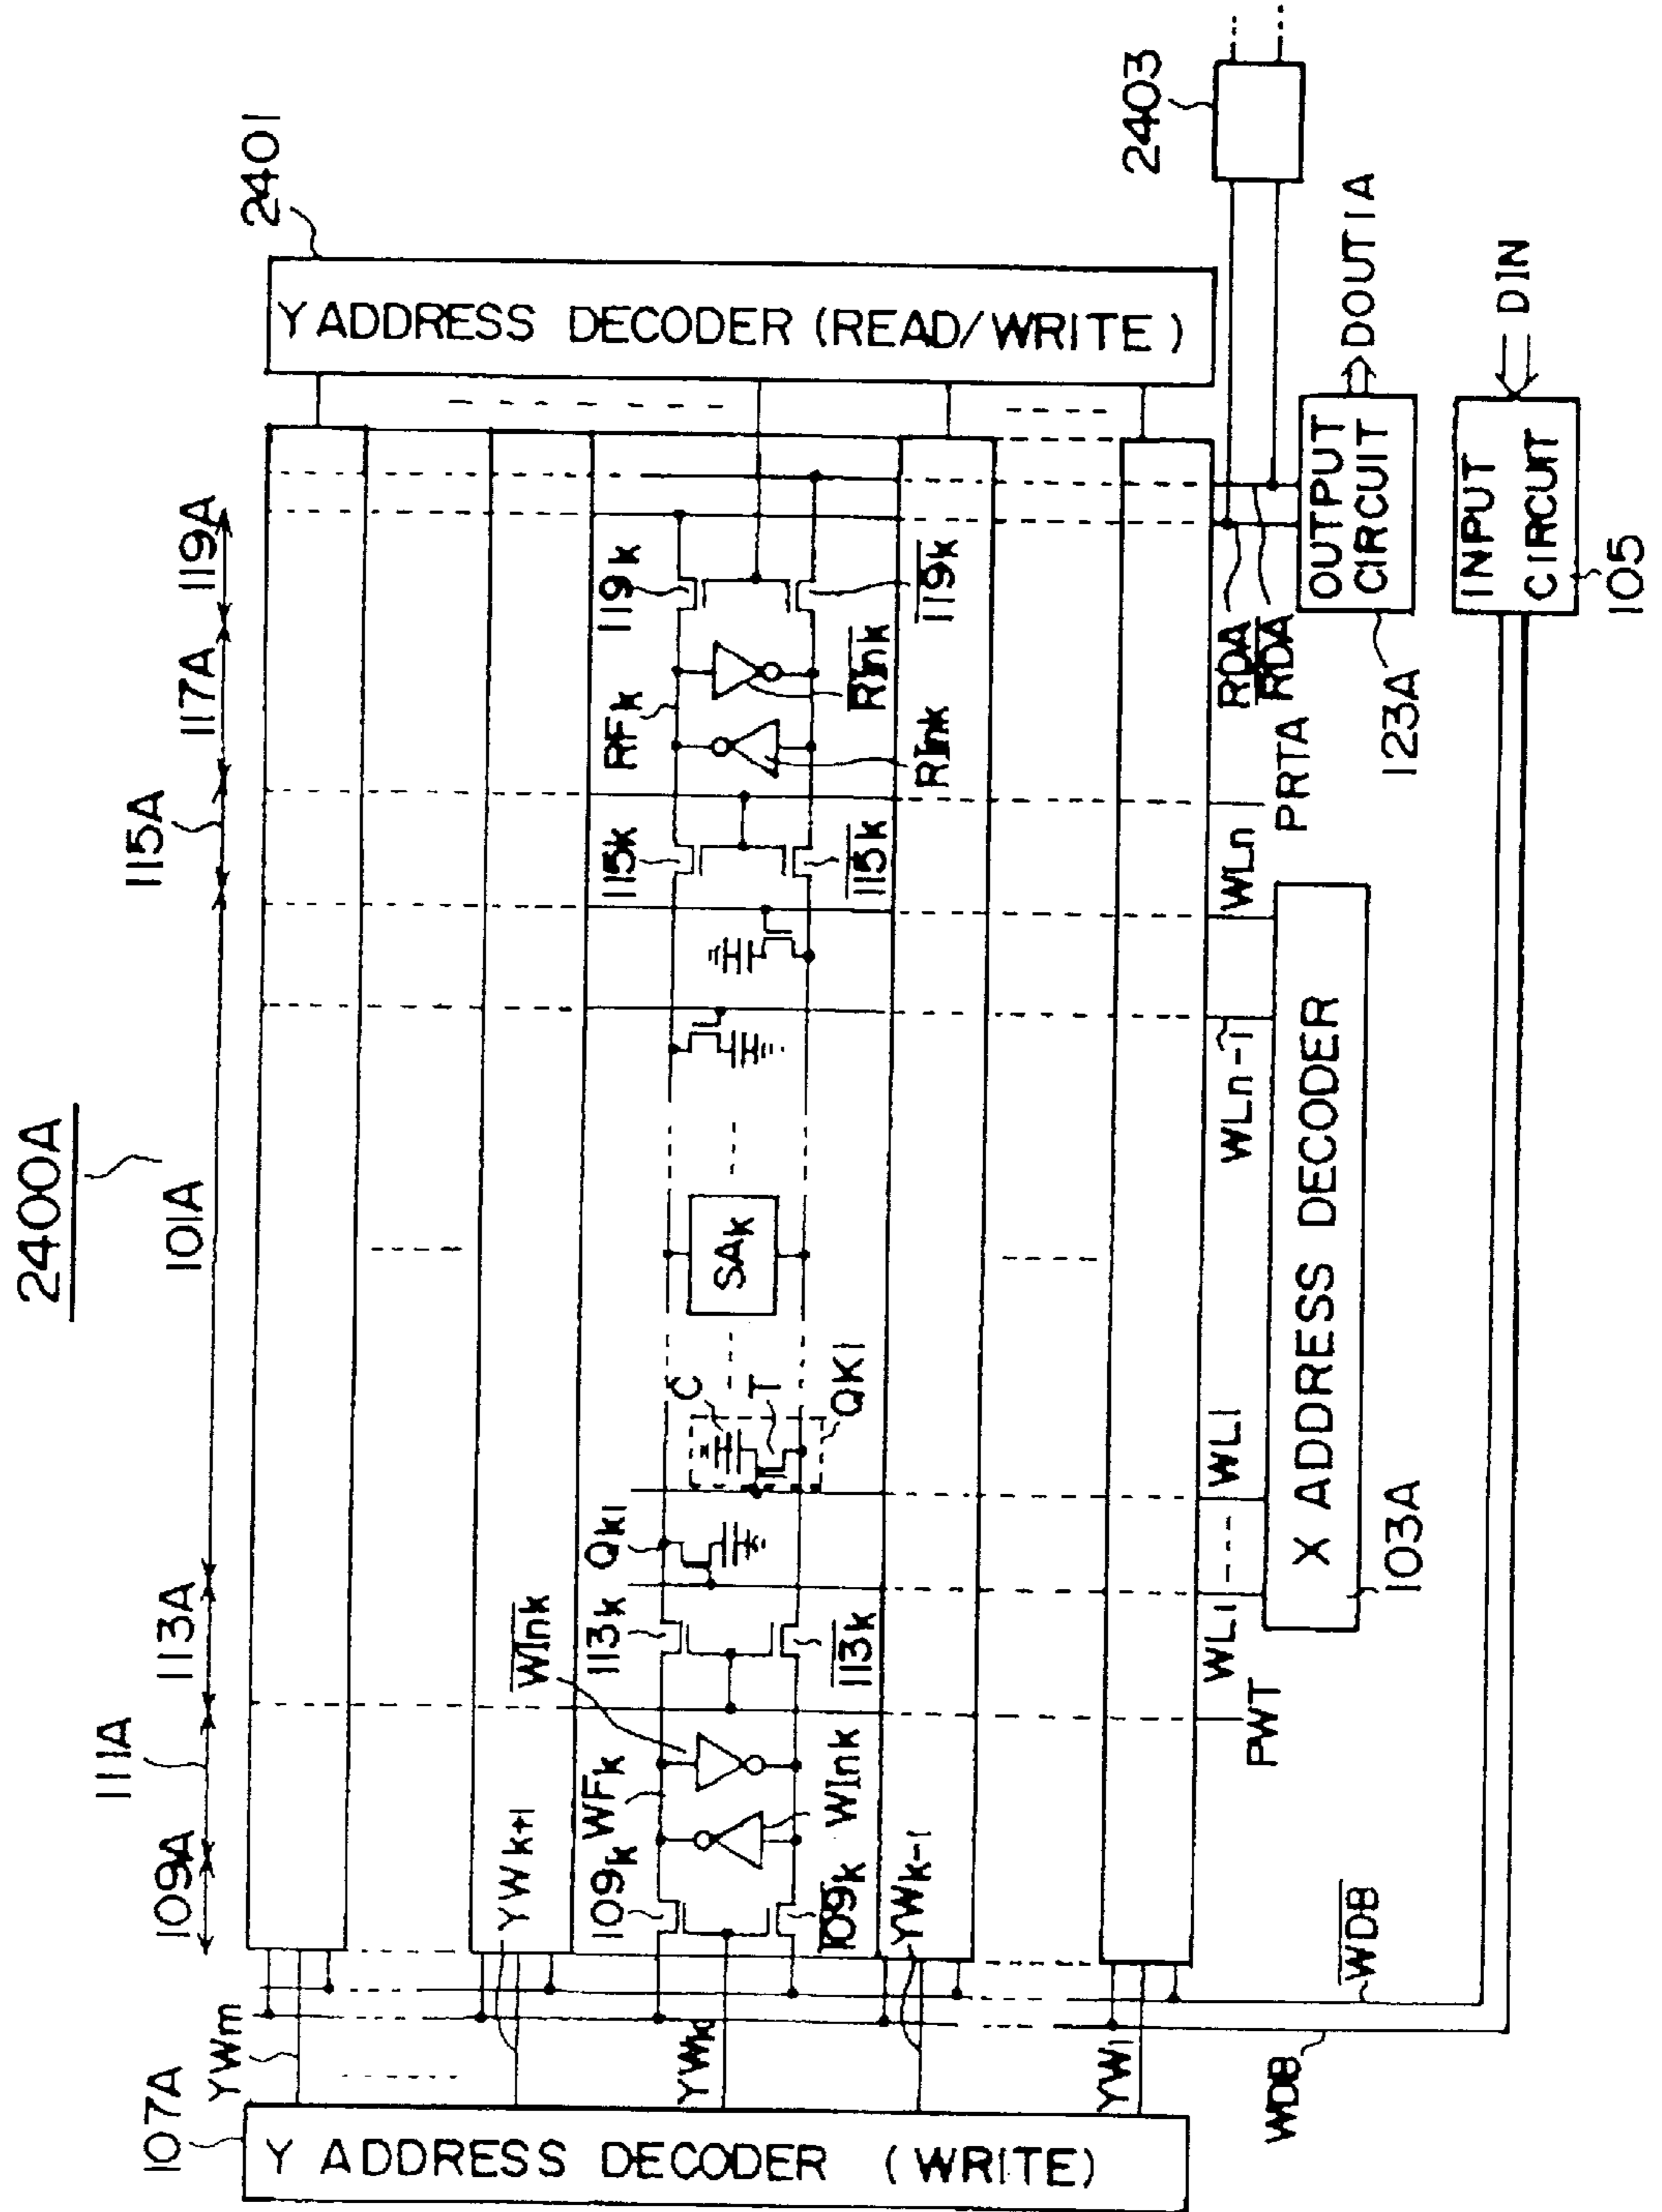 2400A
101A
109A
111A
113A
115A
117A
119A
107A
2401
Y ADDRESS DECODER (WRITE)
Y ADDRESS DECODER (READ/WRITE)
YWm
YWk+1
YWk
YWk-1
YW1
109k
109k
WFk
WInk
WInk
113k
113k
QK1
C
T
QK1
SAk
115k
115k
RFk
RInk
RInk
119k
119k
PWT
WL1
WL1
WLn-1
WLn
PRTA
RDA
RDA
X ADDRESS DECODER
103A
OUTPUT CIRCUIT
123A
DOUT1A
2403
INPUT CIRCUIT
105
DIN
WDB
WDB